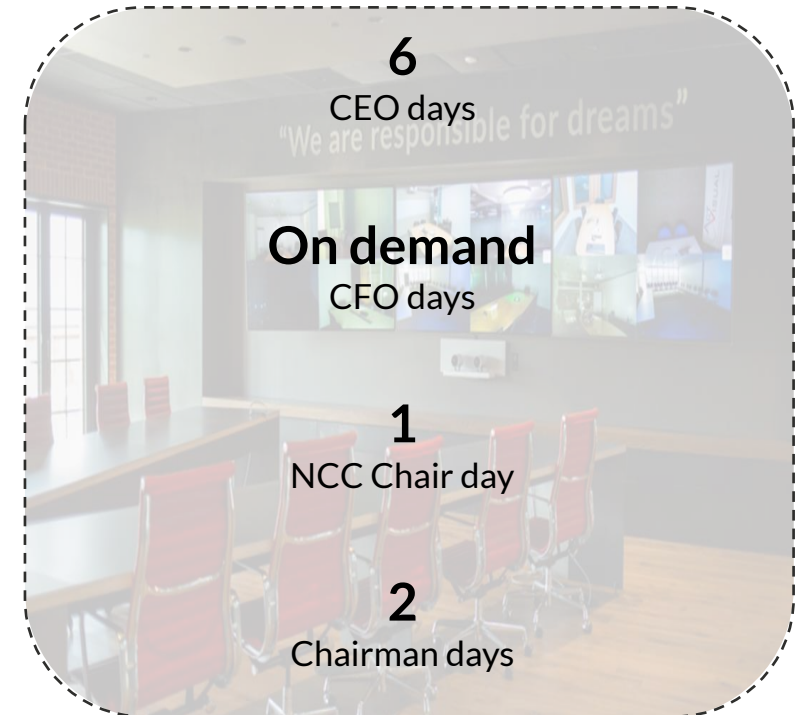 6
CEO days
“We are responsible for dreams”
On demand
CFO days
1
NCC Chair day
2
Chairman days